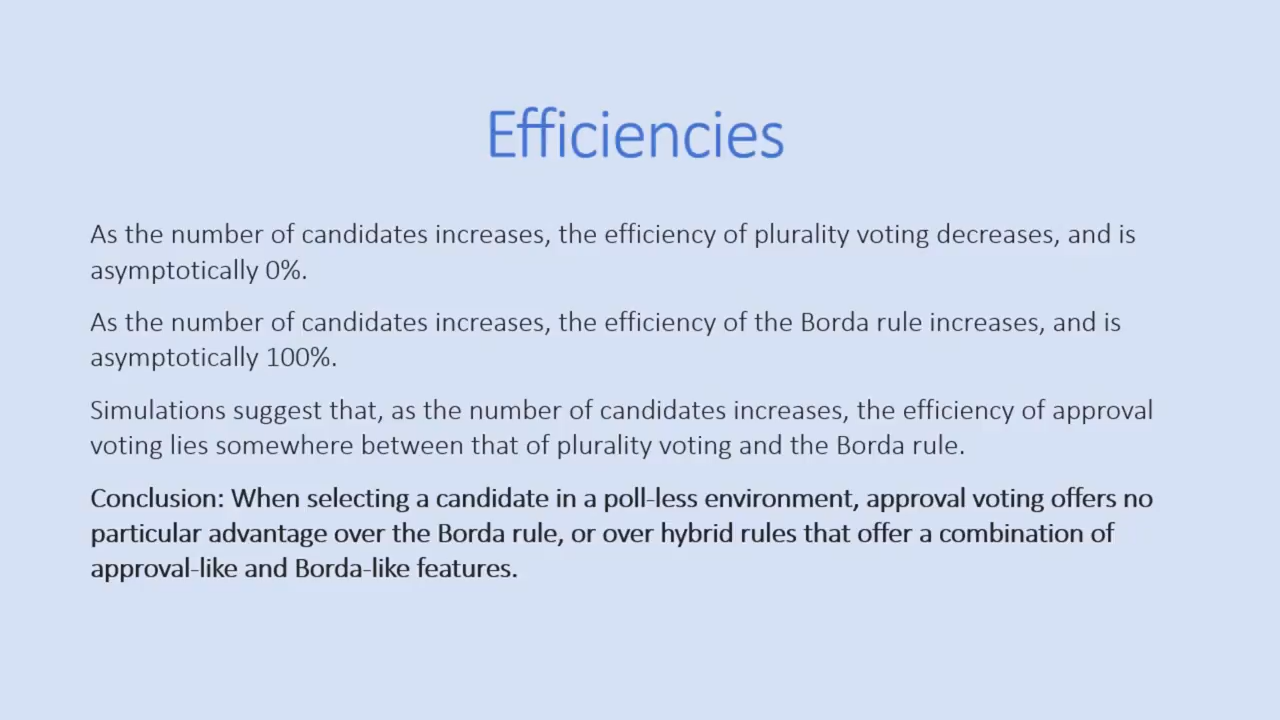 Efficiencies
As the number of candidates increases, the efficiency of plurality voting decreases, and is
asymptotically 0%.
As the number of candidates increases, the efficiency of the Borda rule increases, and is
asymptotically 100%.
Simulations suggest that, as the number of candidates increases, the efficiency of approval
voting lies somewhere between that of plurality voting and the Borda rule.
Conclusion: When selecting a candidate in a poll-less environment, approval voting offers no
particular advantage over the Borda rule, or over hybrid rules that offer a combination of
approval-like and Borda-like features.